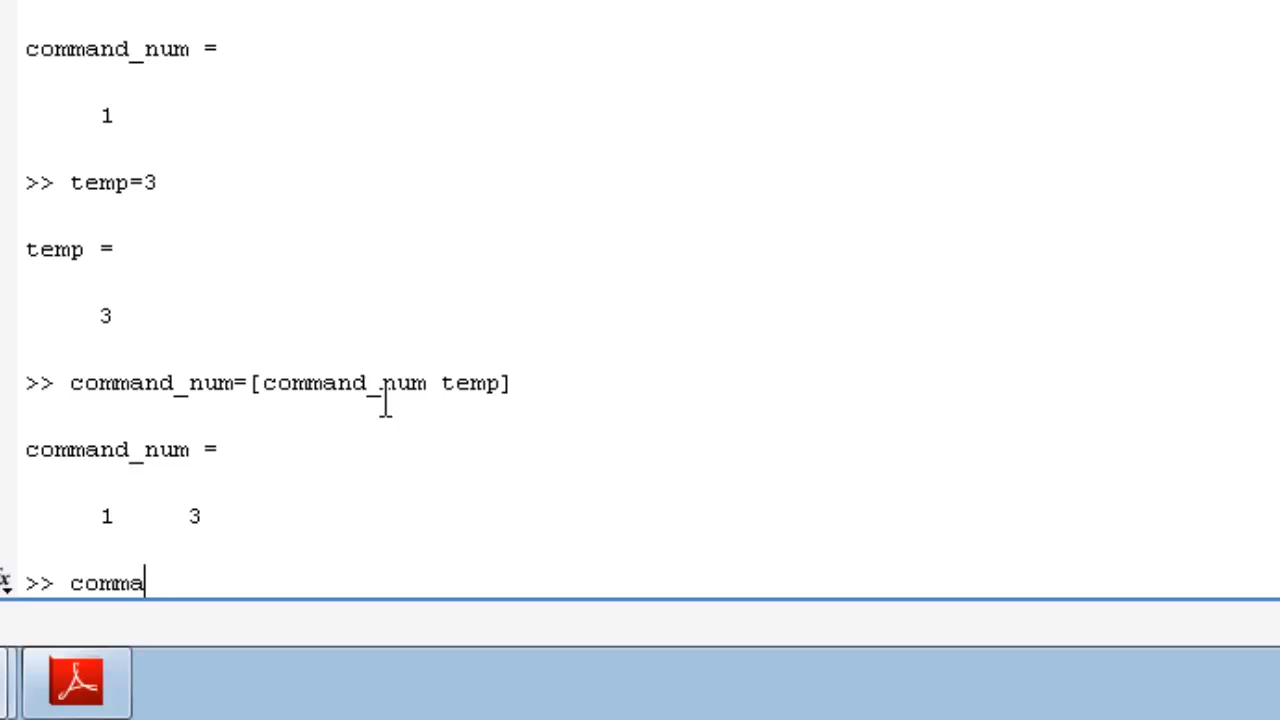 command_num =
1
>> temp=3
temp =
3
>> command_num=[command_num temp]
command_num =
1 3
>> comma